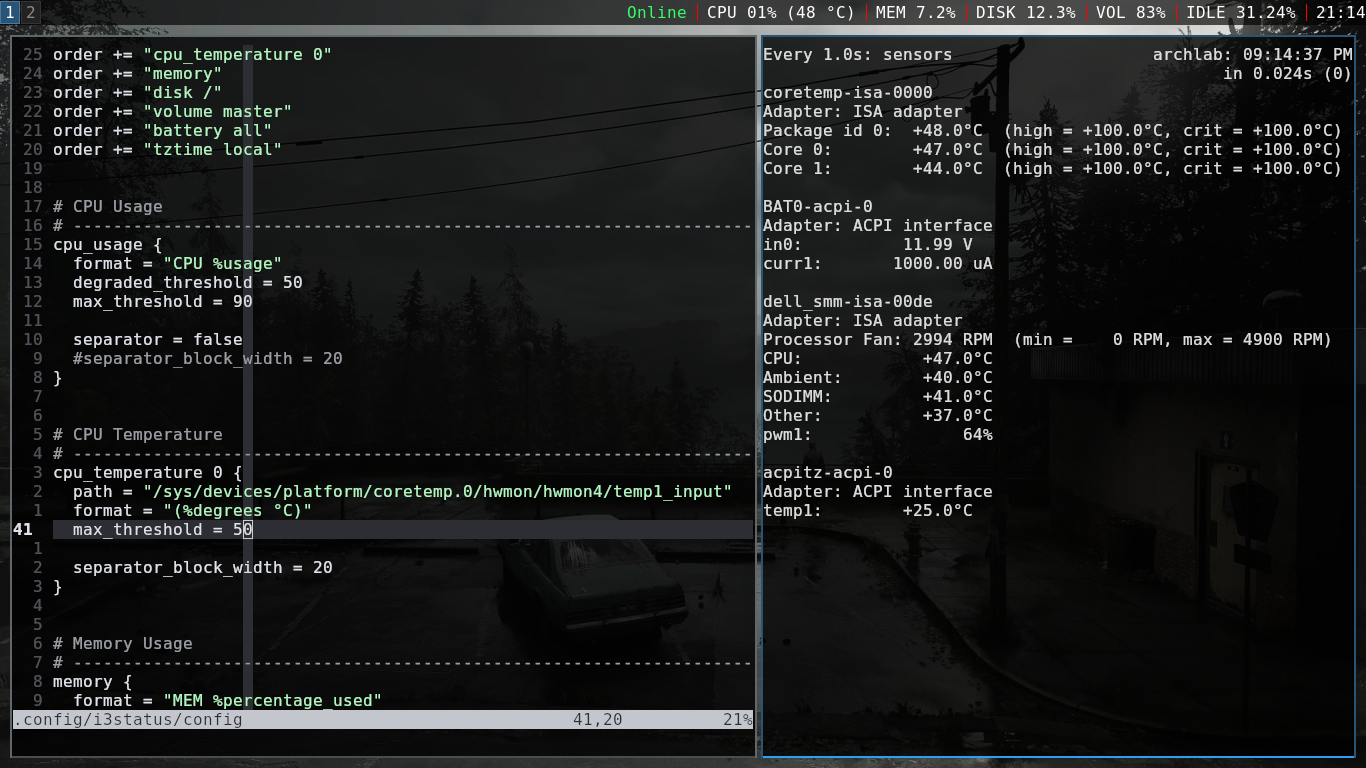 1 2 Online CPU 01% (48 °C) MEM 7.2% DISK 12.3% VOL 83% IDLE 31.24% 21:14
25 order += "cpu_temperature 0"
24 order += "memory"
23 order += "disk /"
22 order += "volume master"
21 order += "battery all"
20 order += "tztime local"
19
18
17 # CPU Usage
16 # --------------------------------------------------------------------
15 cpu_usage {
14 format = "CPU %usage"
13 degraded_threshold = 50
12 max_threshold = 90
11
10 separator = false
9 #separator_block_width = 20
8 }
7
6
5 # CPU Temperature
4 # --------------------------------------------------------------------
3 cpu_temperature 0 {
2 path = "/sys/devices/platform/coretemp.0/hwmon/hwmon4/temp1_input"
1 format = "(%degrees °C)"
41 max_threshold = 50
1
2 separator_block_width = 20
3 }
4
5
6 # Memory Usage
7 # --------------------------------------------------------------------
8 memory {
9 format = "MEM %percentage_used"
.config/i3status/config 41,20 21%
Every 1.0s: sensors archlab: 09:14:37 PM
in 0.024s (0)
coretemp-isa-0000
Adapter: ISA adapter
Package id 0: +48.0°C (high = +100.0°C, crit = +100.0°C)
Core 0: +47.0°C (high = +100.0°C, crit = +100.0°C)
Core 1: +44.0°C (high = +100.0°C, crit = +100.0°C)
BAT0-acpi-0
Adapter: ACPI interface
in0: 11.99 V
curr1: 1000.00 uA
dell_smm-isa-00de
Adapter: ISA adapter
Processor Fan: 2994 RPM (min = 0 RPM, max = 4900 RPM)
CPU: +47.0°C
Ambient: +40.0°C
SODIMM: +41.0°C
Other: +37.0°C
pwm1: 64%
acpitz-acpi-0
Adapter: ACPI interface
temp1: +25.0°C